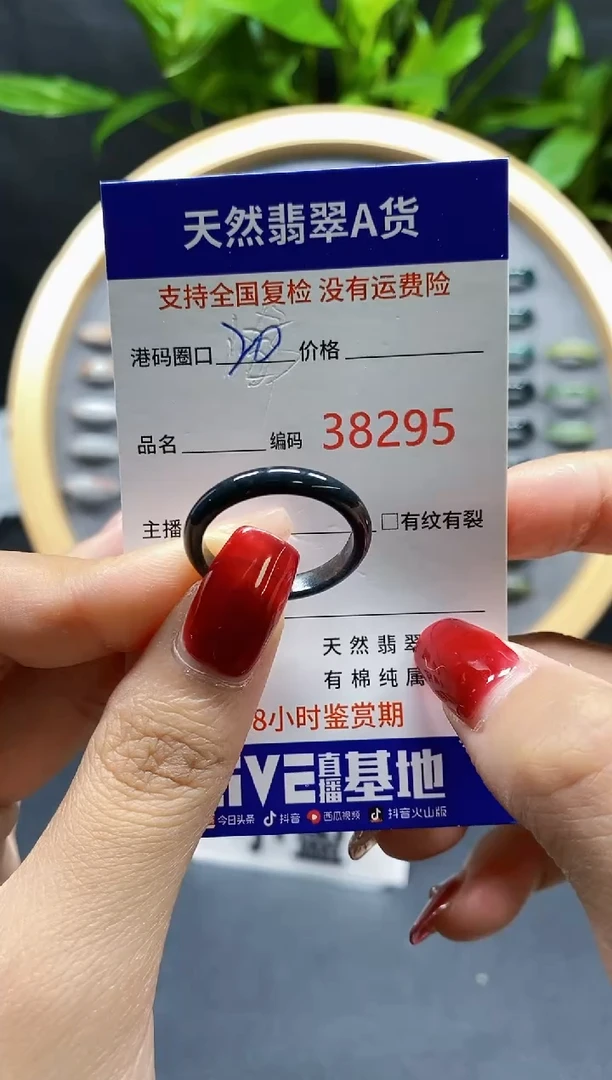 天然翡翠A货
支持全国复检 没有运费险
港码圈口 20 价格
品名 编码 38295
主播 □有纹有裂
天然翡翠
有棉纯属
8小时鉴赏期
直播基地
今日头条 抖音 西瓜视频 抖音火山版